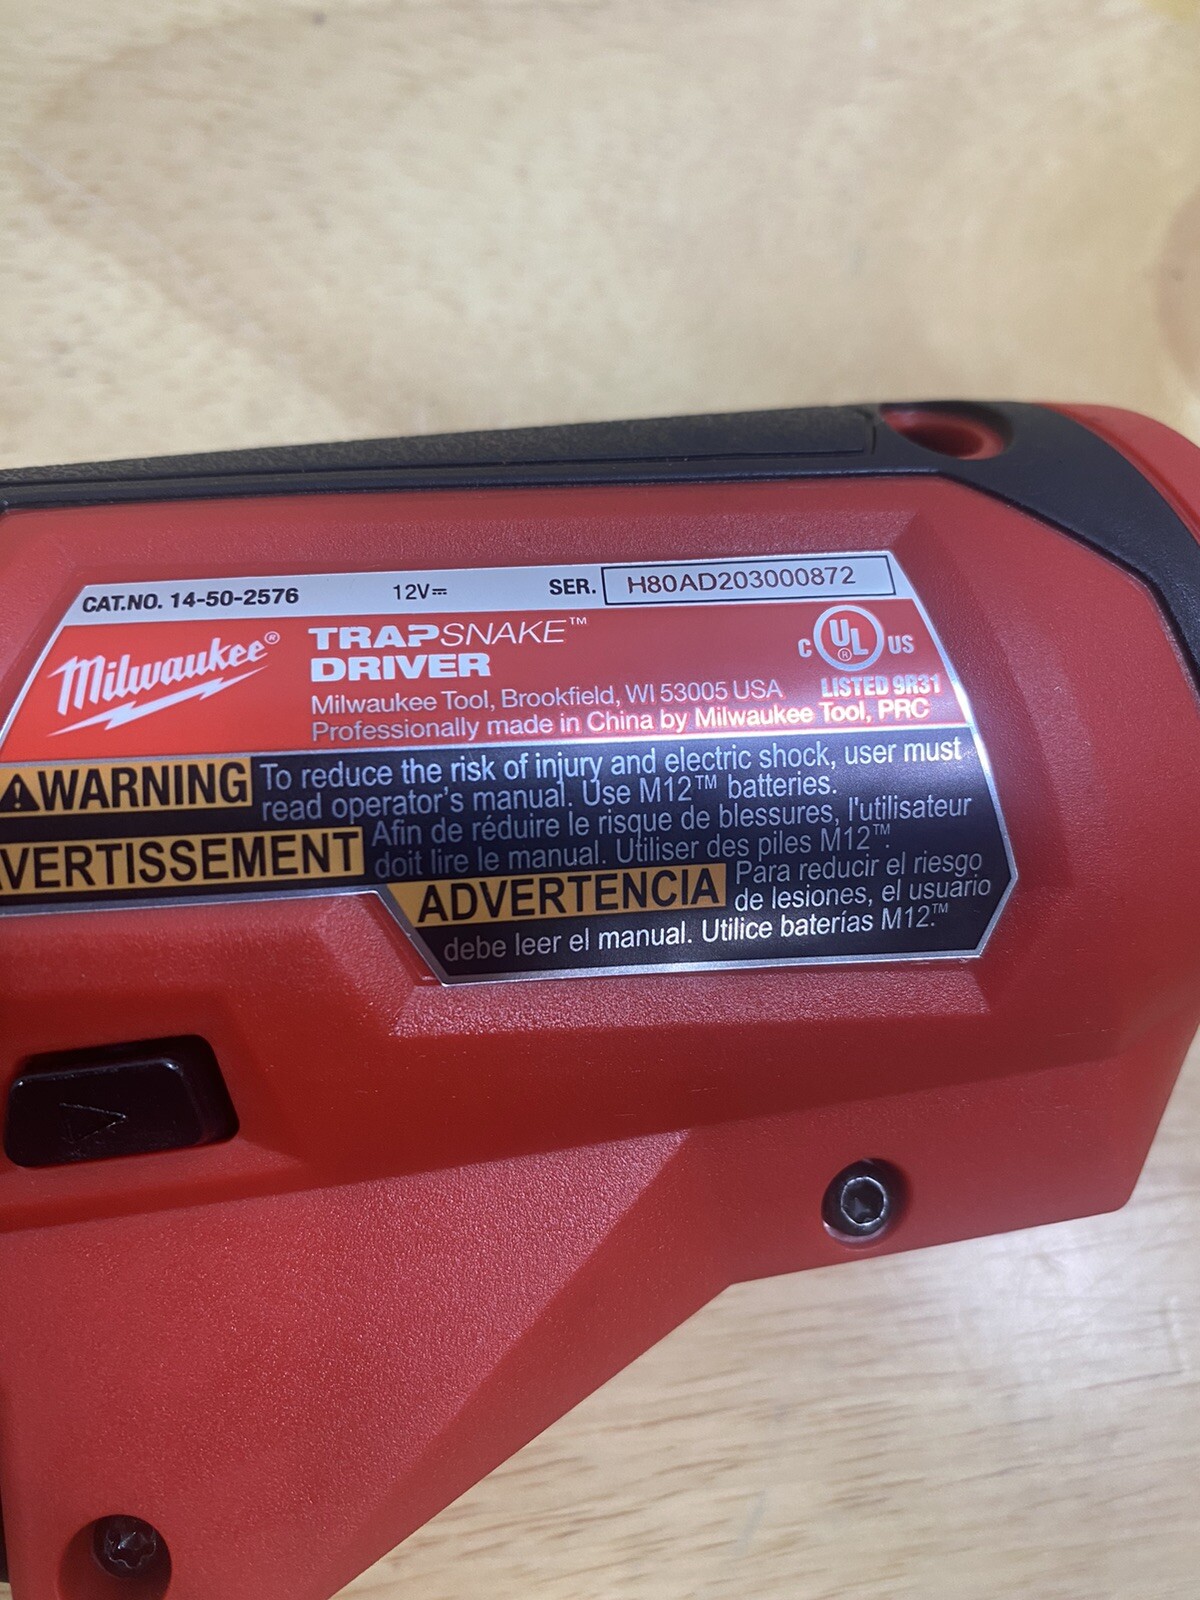 CAT.NO. 14-50-2576 12V⎓ SER. H80AD203000872
Milwaukee®
TRAPSNAKE™
DRIVER
C UL® US
LISTED 9R31
Milwaukee Tool, Brookfield, WI 53005 USA
Professionally made in China by Milwaukee Tool, PRC
WARNING To reduce the risk of injury and electric shock, user must
read operator's manual. Use M12™ batteries.
VERTISSEMENT Afin de réduire le risque de blessures, l'utilisateur
doit lire le manual. Utiliser des piles M12™.
ADVERTENCIA Para reducir el riesgo
de lesiones, el usuario
debe leer el manual. Utilice baterías M12.™